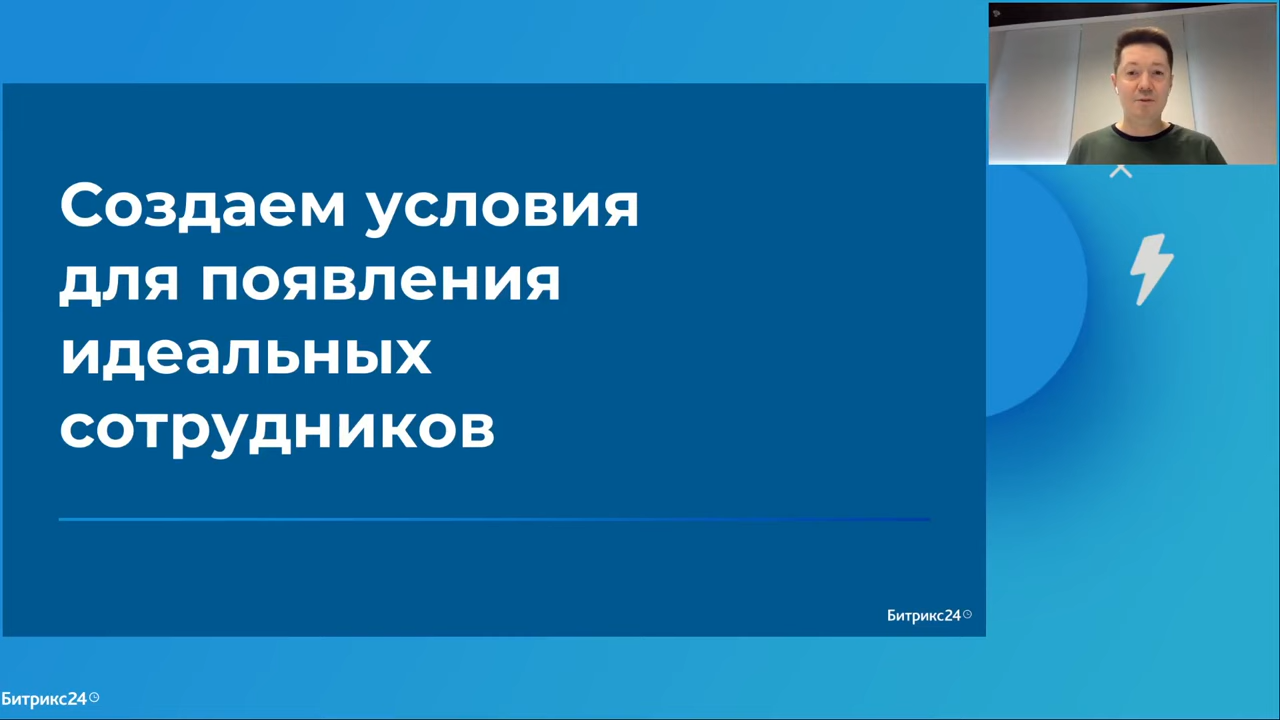 Создаем условия
для появления
идеальных
сотрудников
Битрикс24
Битрикс24